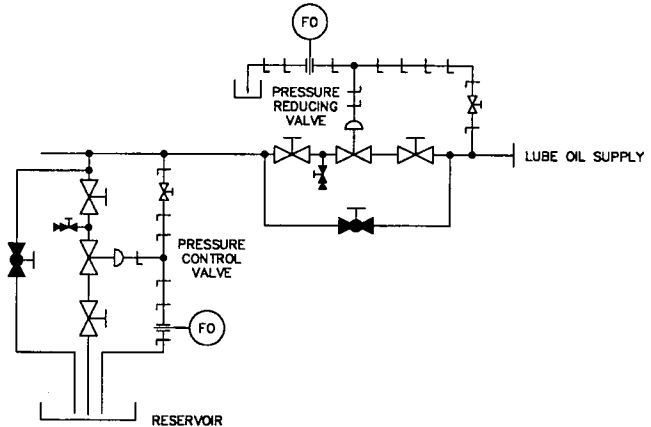 FO
PRESSURE
REDUCING
VALVE
LUBE OIL SUPPLY
PRESSURE
CONTROL
VALVE
FO
RESERVOIR